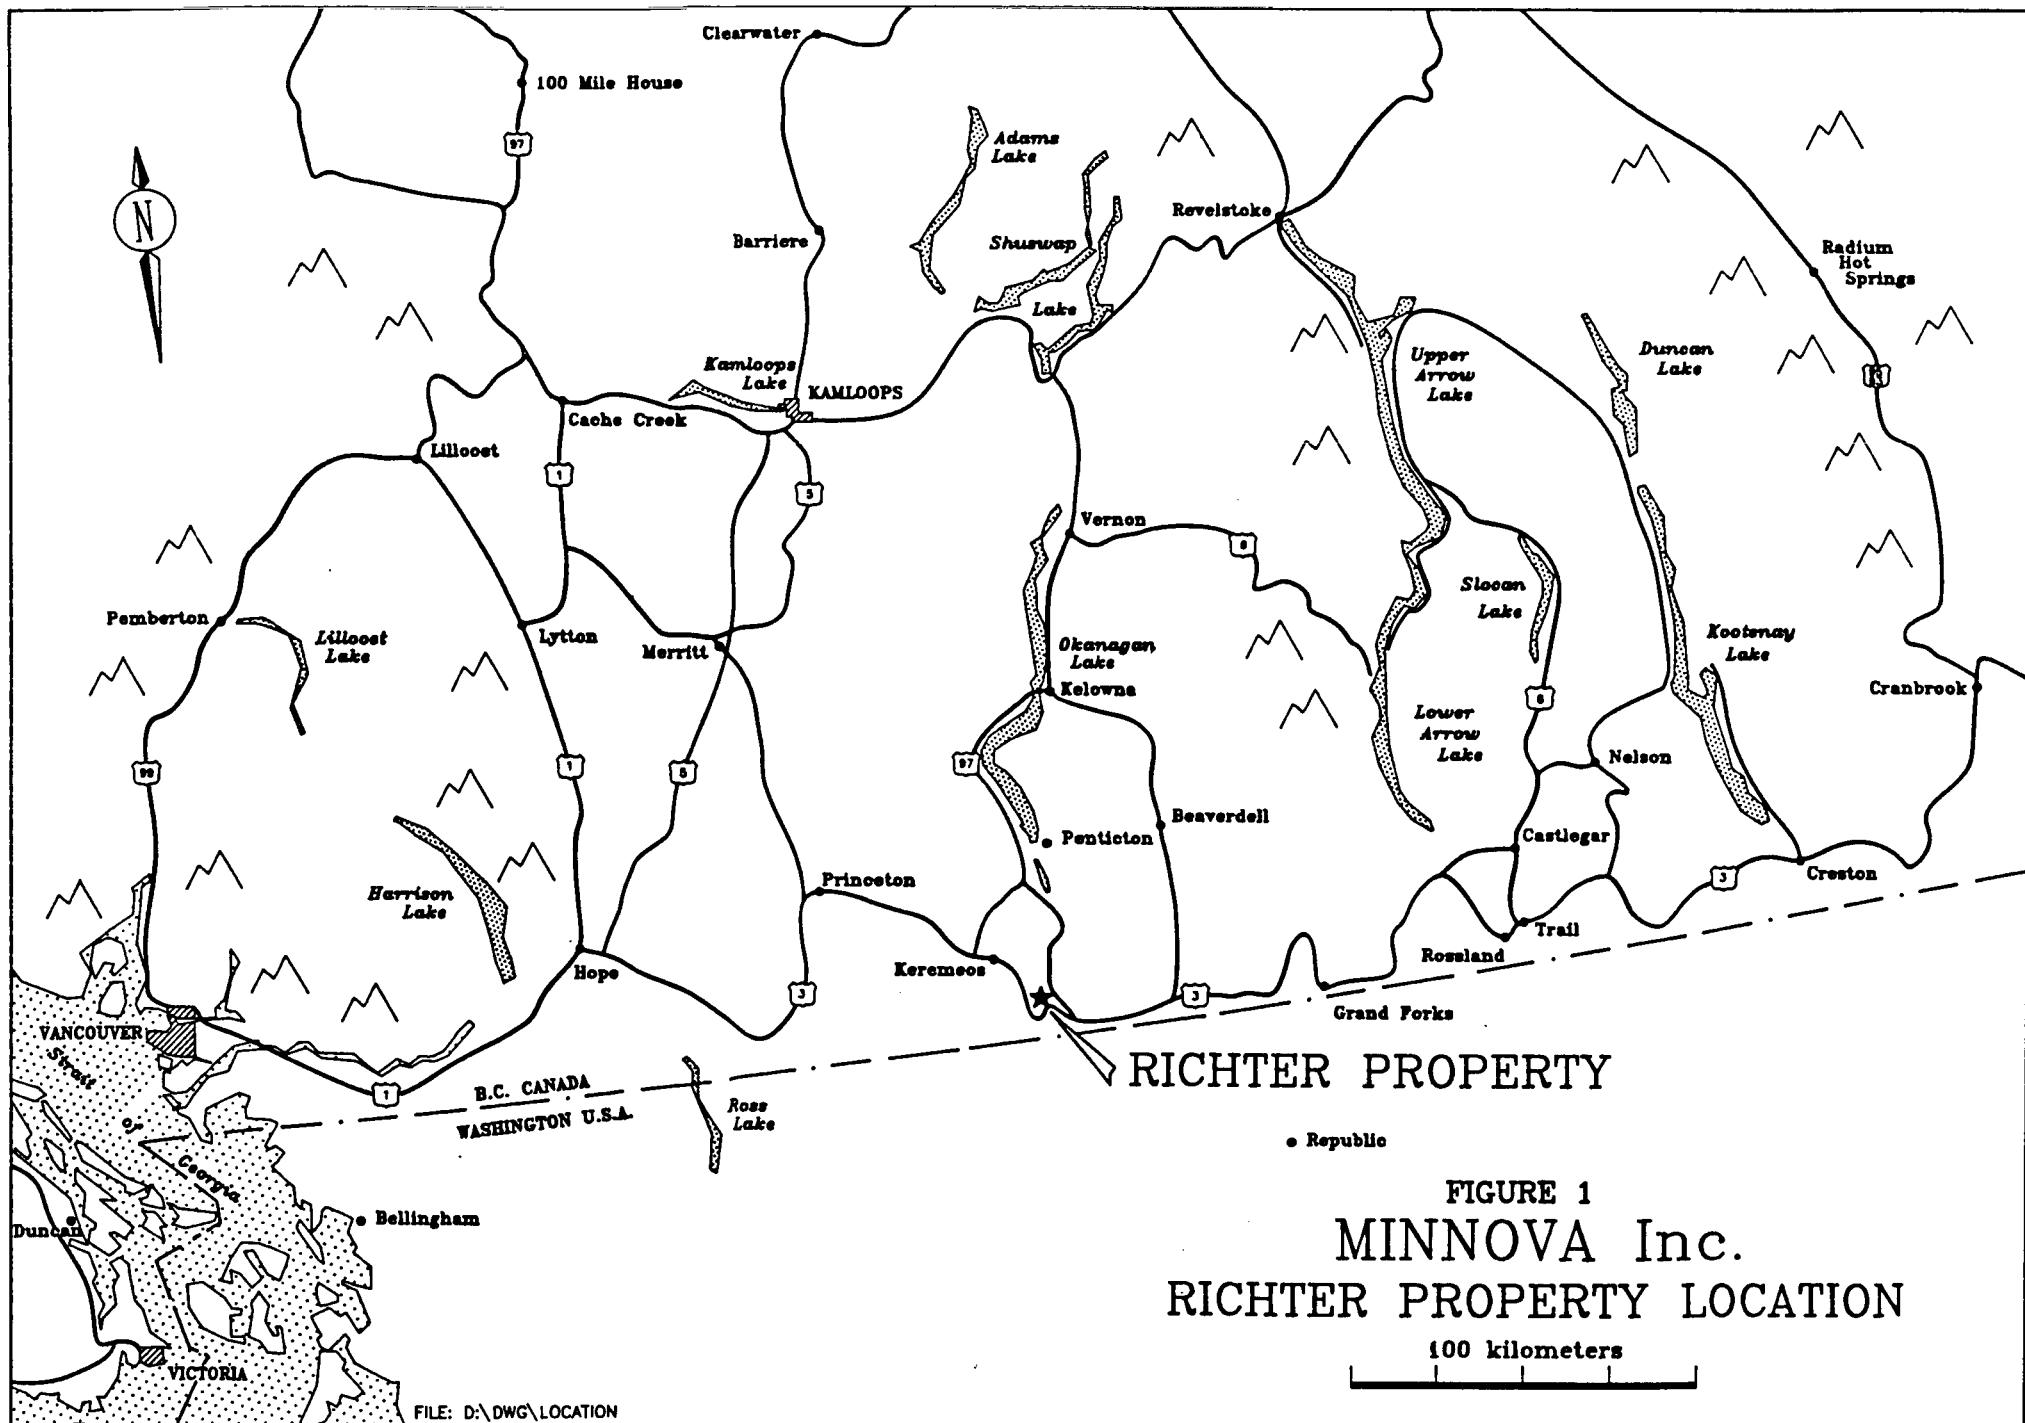 Clearwater
100 Mile House
97
Adams
Lake
Revelstoke
N
Barriere
Shuswap
Lake
Radium
Hot
Springs
Kamloops
Lake
KAMLOOPS
Upper
Arrow
Lake
Duncan
Lake
Cache Creek
Lillooet
1
5
Vernon
6
Slocan
Lake
Pemberton
Lillooet
Lake
Lytton
Merritt
Okanagan
Lake
Kootenay
Lake
Kelowna
Cranbrook
6
Lower
Arrow
Lake
99
1
5
97
Nelson
Beaverdell
Penticton
Castlegar
Harrison
Lake
Princeton
3
Creston
Hope
Keremeos
Trail
Rossland
3
3
Grand Forks
VANCOUVER
Strait
of
Georgia
1
B.C. CANADA
WASHINGTON U.S.A.
Ross
Lake
RICHTER PROPERTY
Republic
Duncan
Bellingham
FIGURE 1
MINNOVA Inc.
RICHTER PROPERTY LOCATION
100 kilometers
VICTORIA
FILE: D:\DWG\LOCATION